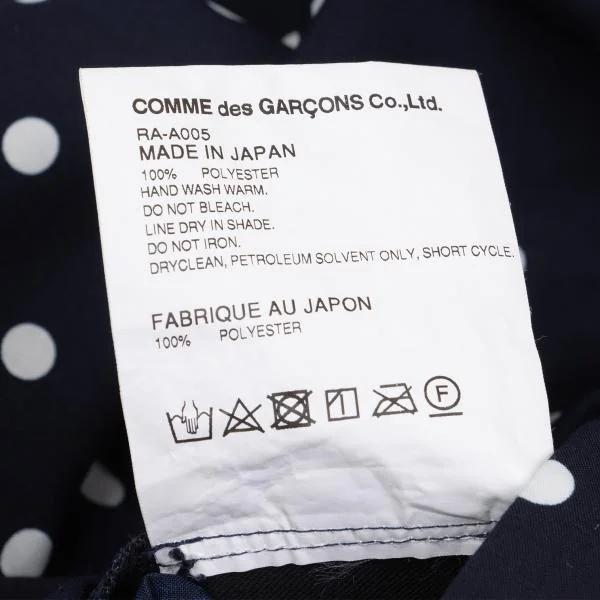 COMME des GARÇONS Co.,Ltd.
RA-A005
MADE IN JAPAN
100% POLYESTER
HAND WASH WARM.
DO NOT BLEACH.
LINE DRY IN SHADE.
DO NOT IRON.
DRYCLEAN, PETROLEUM SOLVENT ONLY, SHORT CYCLE.
FABRIQUE AU JAPON
100% POLYESTER
F